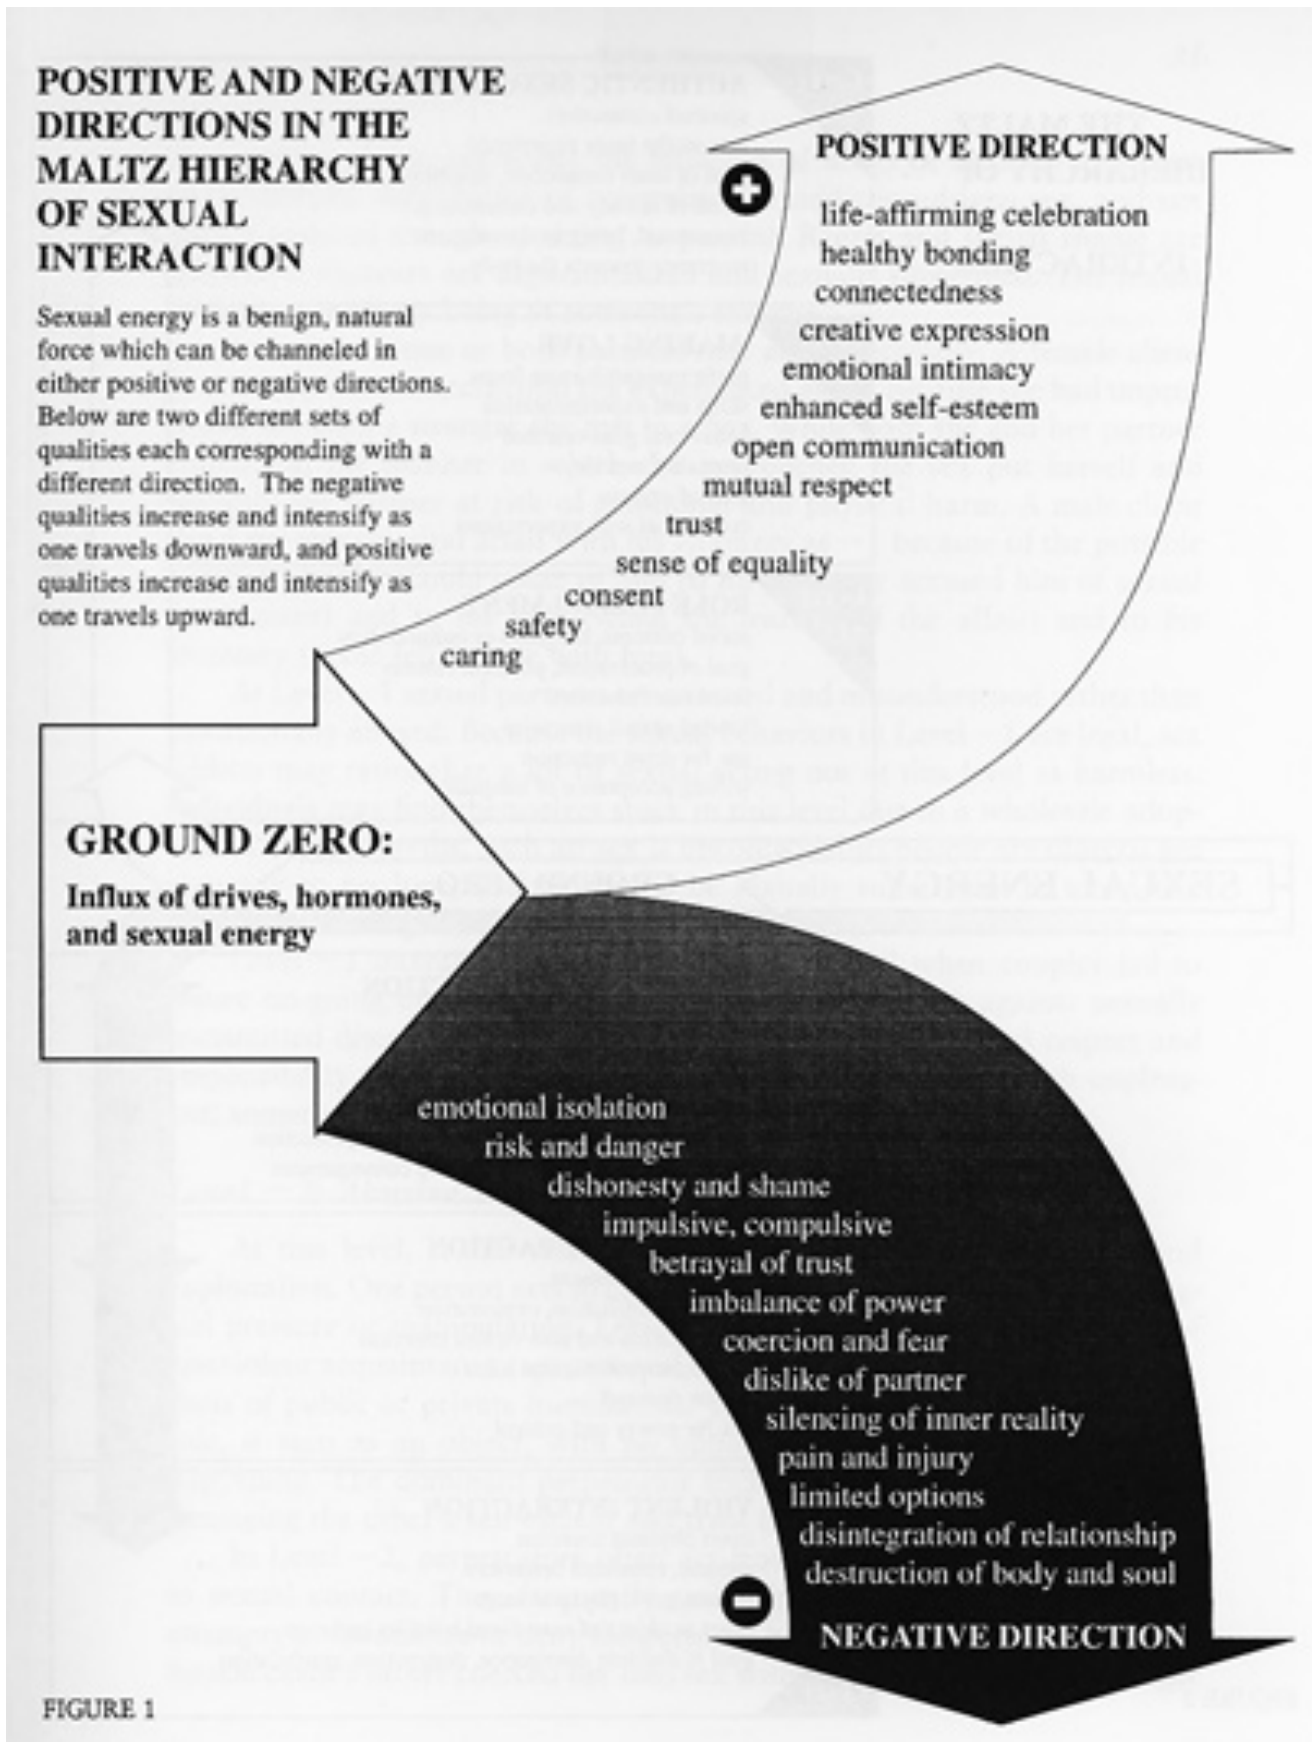 POSITIVE AND NEGATIVE
DIRECTIONS IN THE
MALTZ HIERARCHY
OF SEXUAL
INTERACTION
Sexual energy is a benign, natural
force which can be channeled in
either positive or negative directions.
Below are two different sets of
qualities each corresponding with a
different direction. The negative
qualities increase and intensify as
one travels downward, and positive
qualities increase and intensify as
one travels upward.
POSITIVE DIRECTION
life-affirming celebration
healthy bonding
connectedness
creative expression
emotional intimacy
enhanced self-esteem
open communication
mutual respect
trust
sense of equality
consent
safety
caring
GROUND ZERO:
Influx of drives, hormones,
and sexual energy
emotional isolation
risk and danger
dishonesty and shame
impulsive, compulsive
betrayal of trust
imbalance of power
coercion and fear
dislike of partner
silencing of inner reality
pain and injury
limited options
disintegration of relationship
destruction of body and soul
NEGATIVE DIRECTION
FIGURE 1